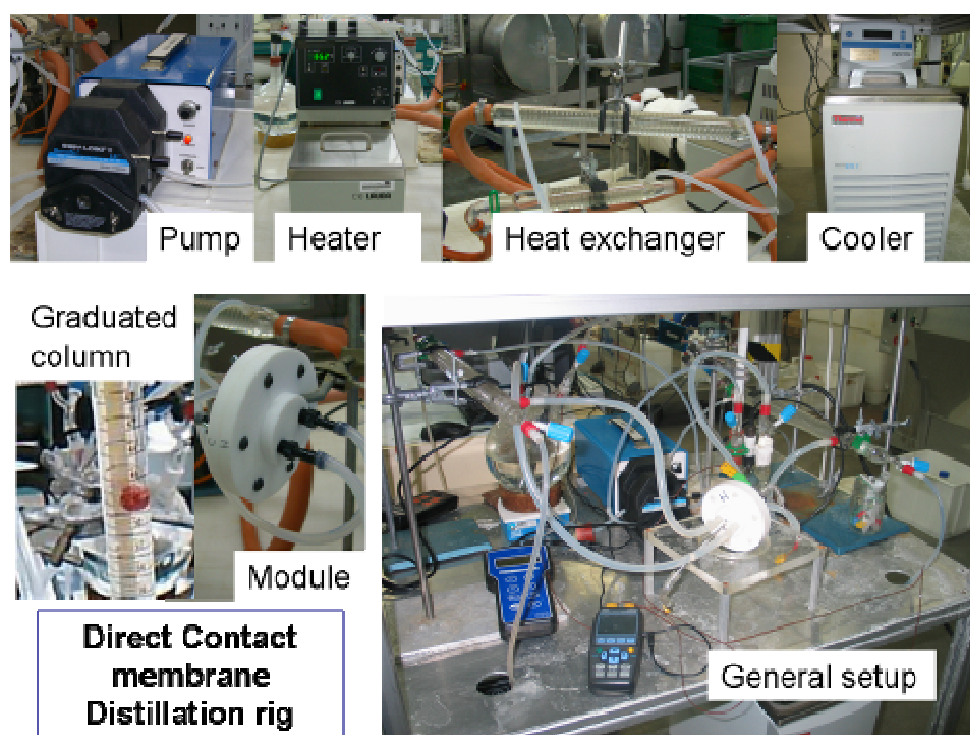 Pump
Heater
Heat exchanger
Cooler
Graduated
column
Module
General setup
Direct Contact
membrane
Distillation rig